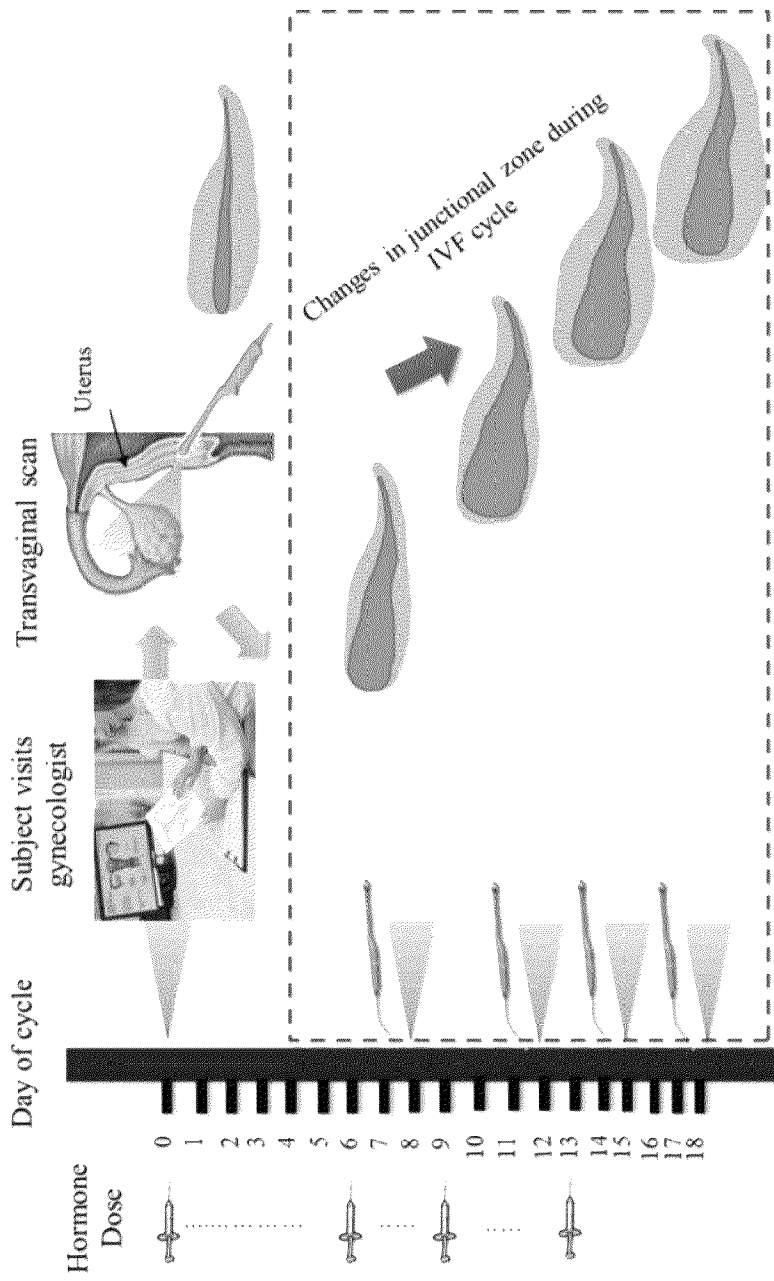 Hormone
Dose
Day of cycle
Subject visits
gynecologist
Transvaginal scan
Uterus
0
1
2
3
4
5
6
7
8
9
10
11
12
13
14
15
16
17
18
Changes in junctional zone during
IVF cycle